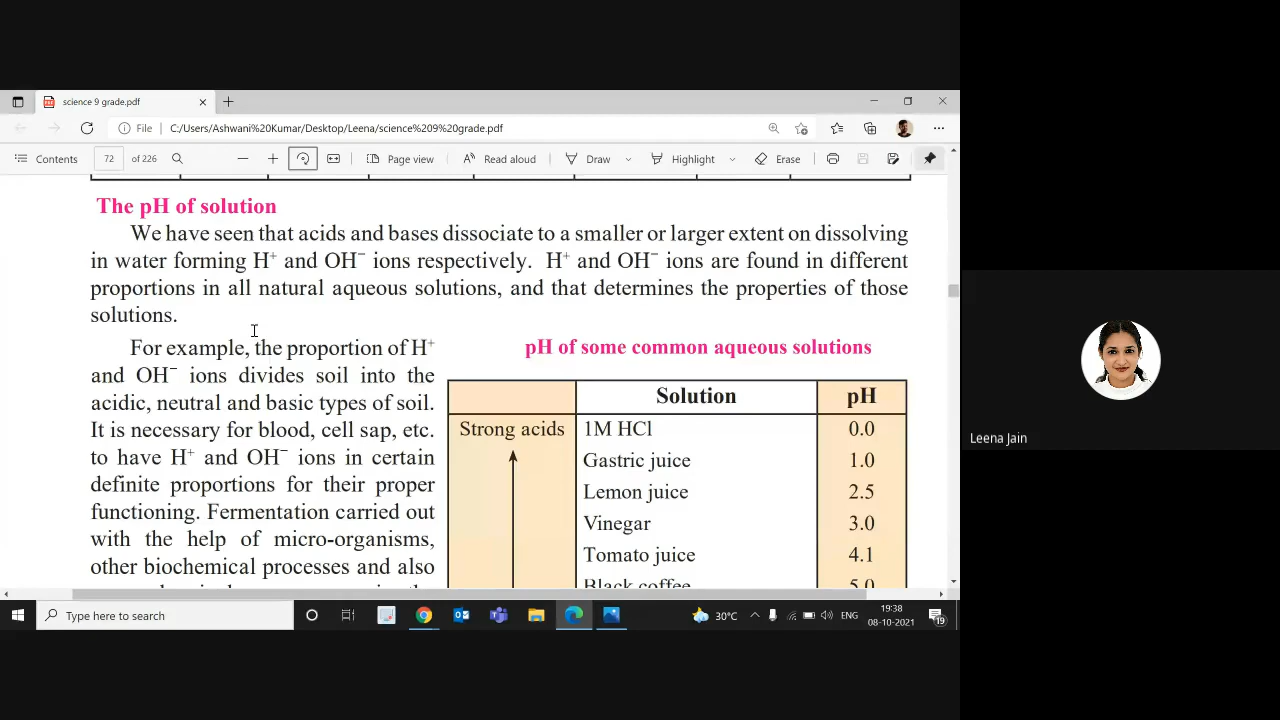 science 9 grade.pdf
File
C:/Users/Ashwani%20Kumar/Desktop/Leena/science%209%20grade.pdf
Contents
72
of 226
Page view
Read aloud
Draw
Highlight
Erase
The pH of solution
We have seen that acids and bases dissociate to a smaller or larger extent on dissolving
in water forming H⁺ and OH⁻ ions respectively. H⁺ and OH⁻ ions are found in different
proportions in all natural aqueous solutions, and that determines the properties of those
solutions.
For example, the proportion of H⁺
and OH⁻ ions divides soil into the
acidic, neutral and basic types of soil.
It is necessary for blood, cell sap, etc.
to have H⁺ and OH⁻ ions in certain
definite proportions for their proper
functioning. Fermentation carried out
with the help of micro-organisms,
other biochemical processes and also
pH of some common aqueous solutions
Solution pH
Strong acids 1M HCl 0.0
Gastric juice 1.0
Lemon juice 2.5
Vinegar 3.0
Tomato juice 4.1
Black coffee 5.0
Leena Jain
Type here to search
30°C
ENG
19:38
08-10-2021
19